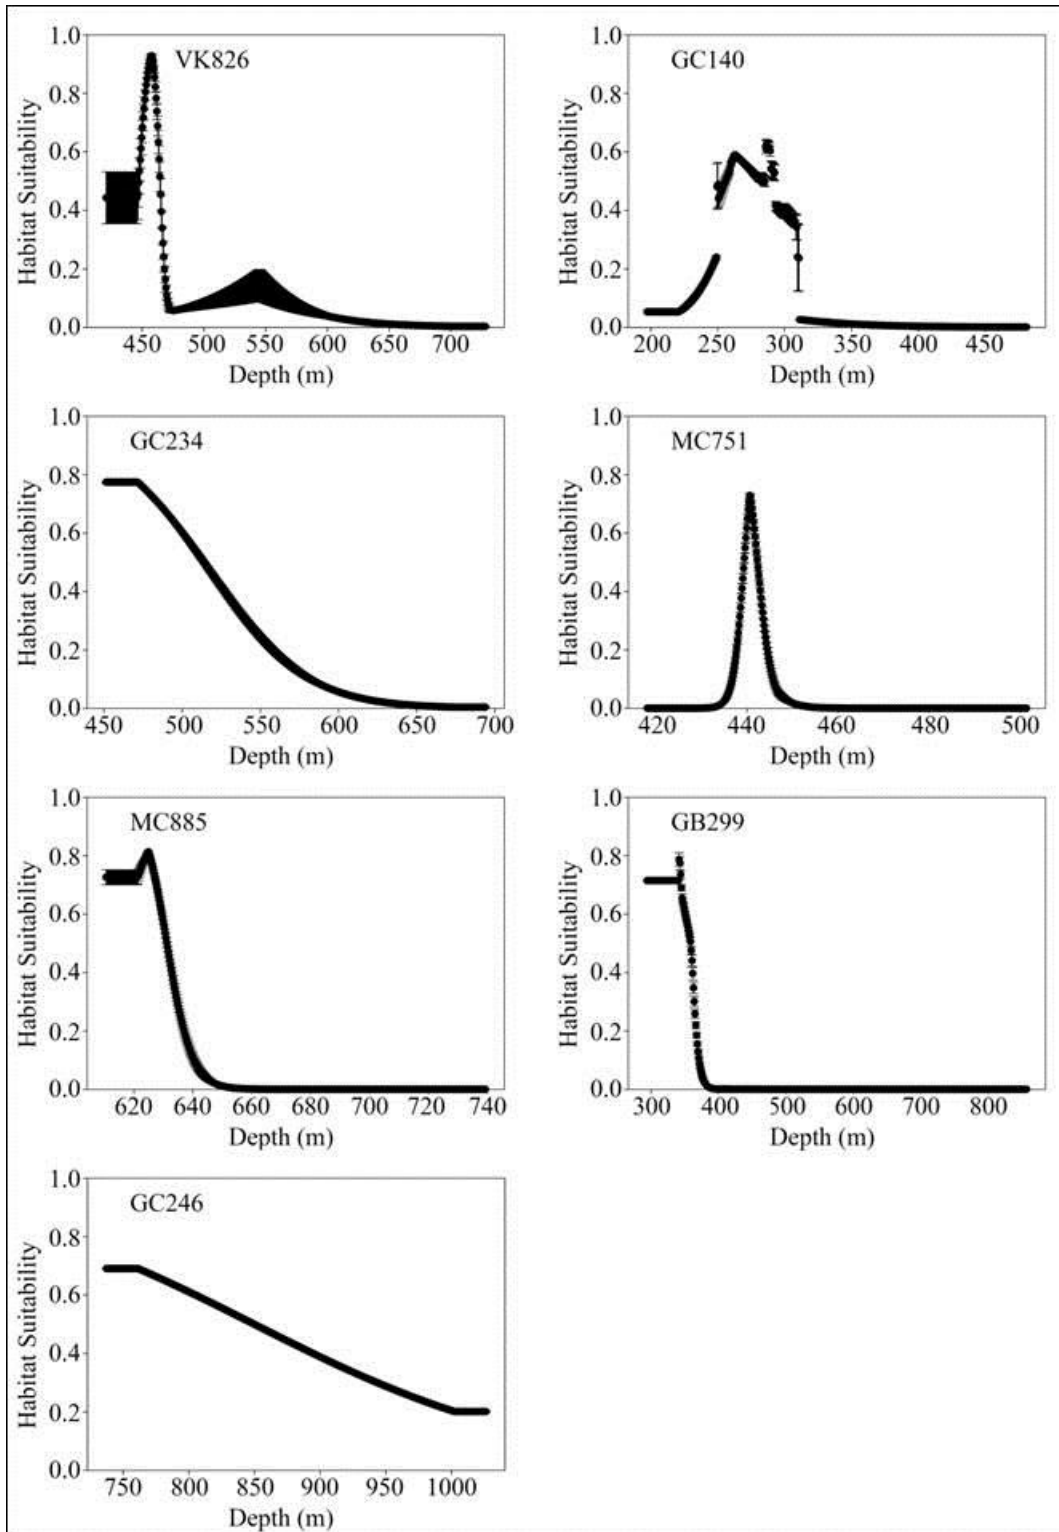 VK826
1.0
0.8
0.6
0.4
0.2
0.0
Habitat Suitability
450 500 550 600 650 700
Depth (m)
GC140
1.0
0.8
0.6
0.4
0.2
0.0
Habitat Suitability
200 250 300 350 400 450
Depth (m)
GC234
1.0
0.8
0.6
0.4
0.2
0.0
Habitat Suitability
450 500 550 600 650 700
Depth (m)
MC751
1.0
0.8
0.6
0.4
0.2
0.0
Habitat Suitability
420 440 460 480 500
Depth (m)
MC885
1.0
0.8
0.6
0.4
0.2
0.0
Habitat Suitability
620 640 660 680 700 720 740
Depth (m)
GB299
1.0
0.8
0.6
0.4
0.2
0.0
Habitat Suitability
300 400 500 600 700 800
Depth (m)
GC246
1.0
0.8
0.6
0.4
0.2
0.0
Habitat Suitability
750 800 850 900 950 1000
Depth (m)